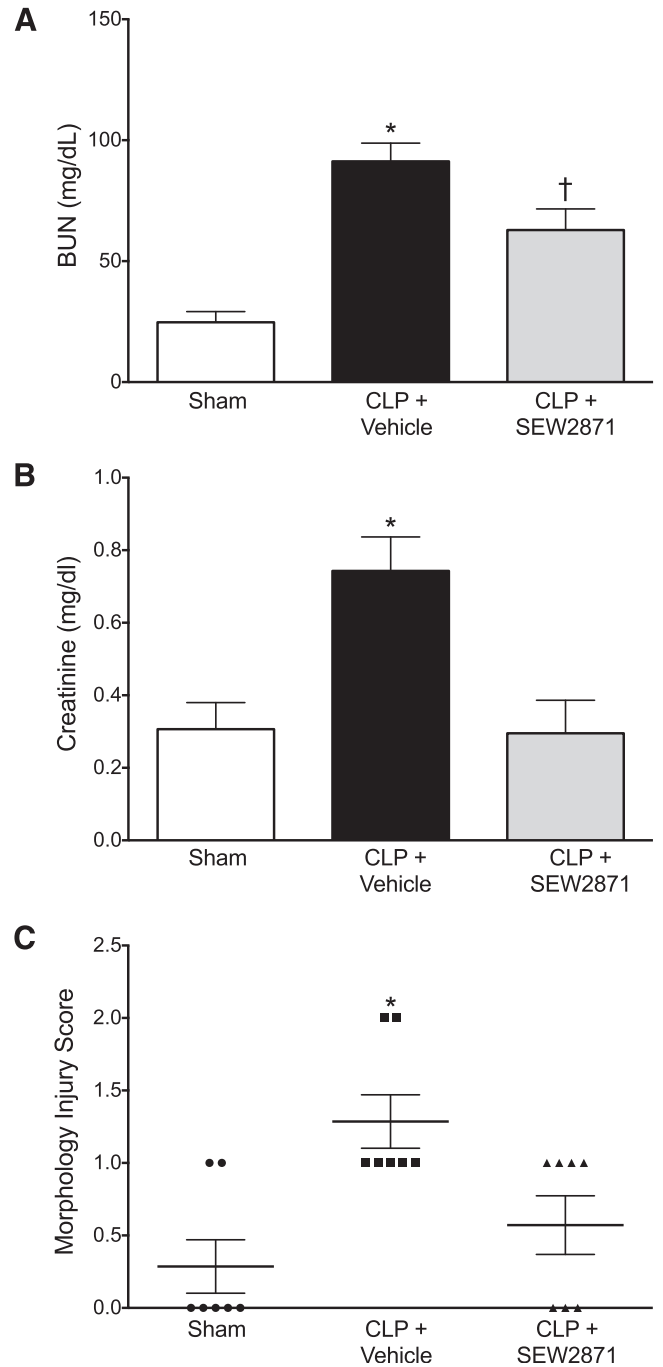 A
BUN (mg/dL)
150
100
50
0
*
†
Sham
CLP +
Vehicle
CLP +
SEW2871
B
Creatinine (mg/dl)
1.0
0.8
0.6
0.4
0.2
0.0
*
Sham
CLP +
Vehicle
CLP +
SEW2871
C
Morphology Injury Score
2.5
2.0
1.5
1.0
0.5
0.0
*
Sham
CLP +
Vehicle
CLP +
SEW2871